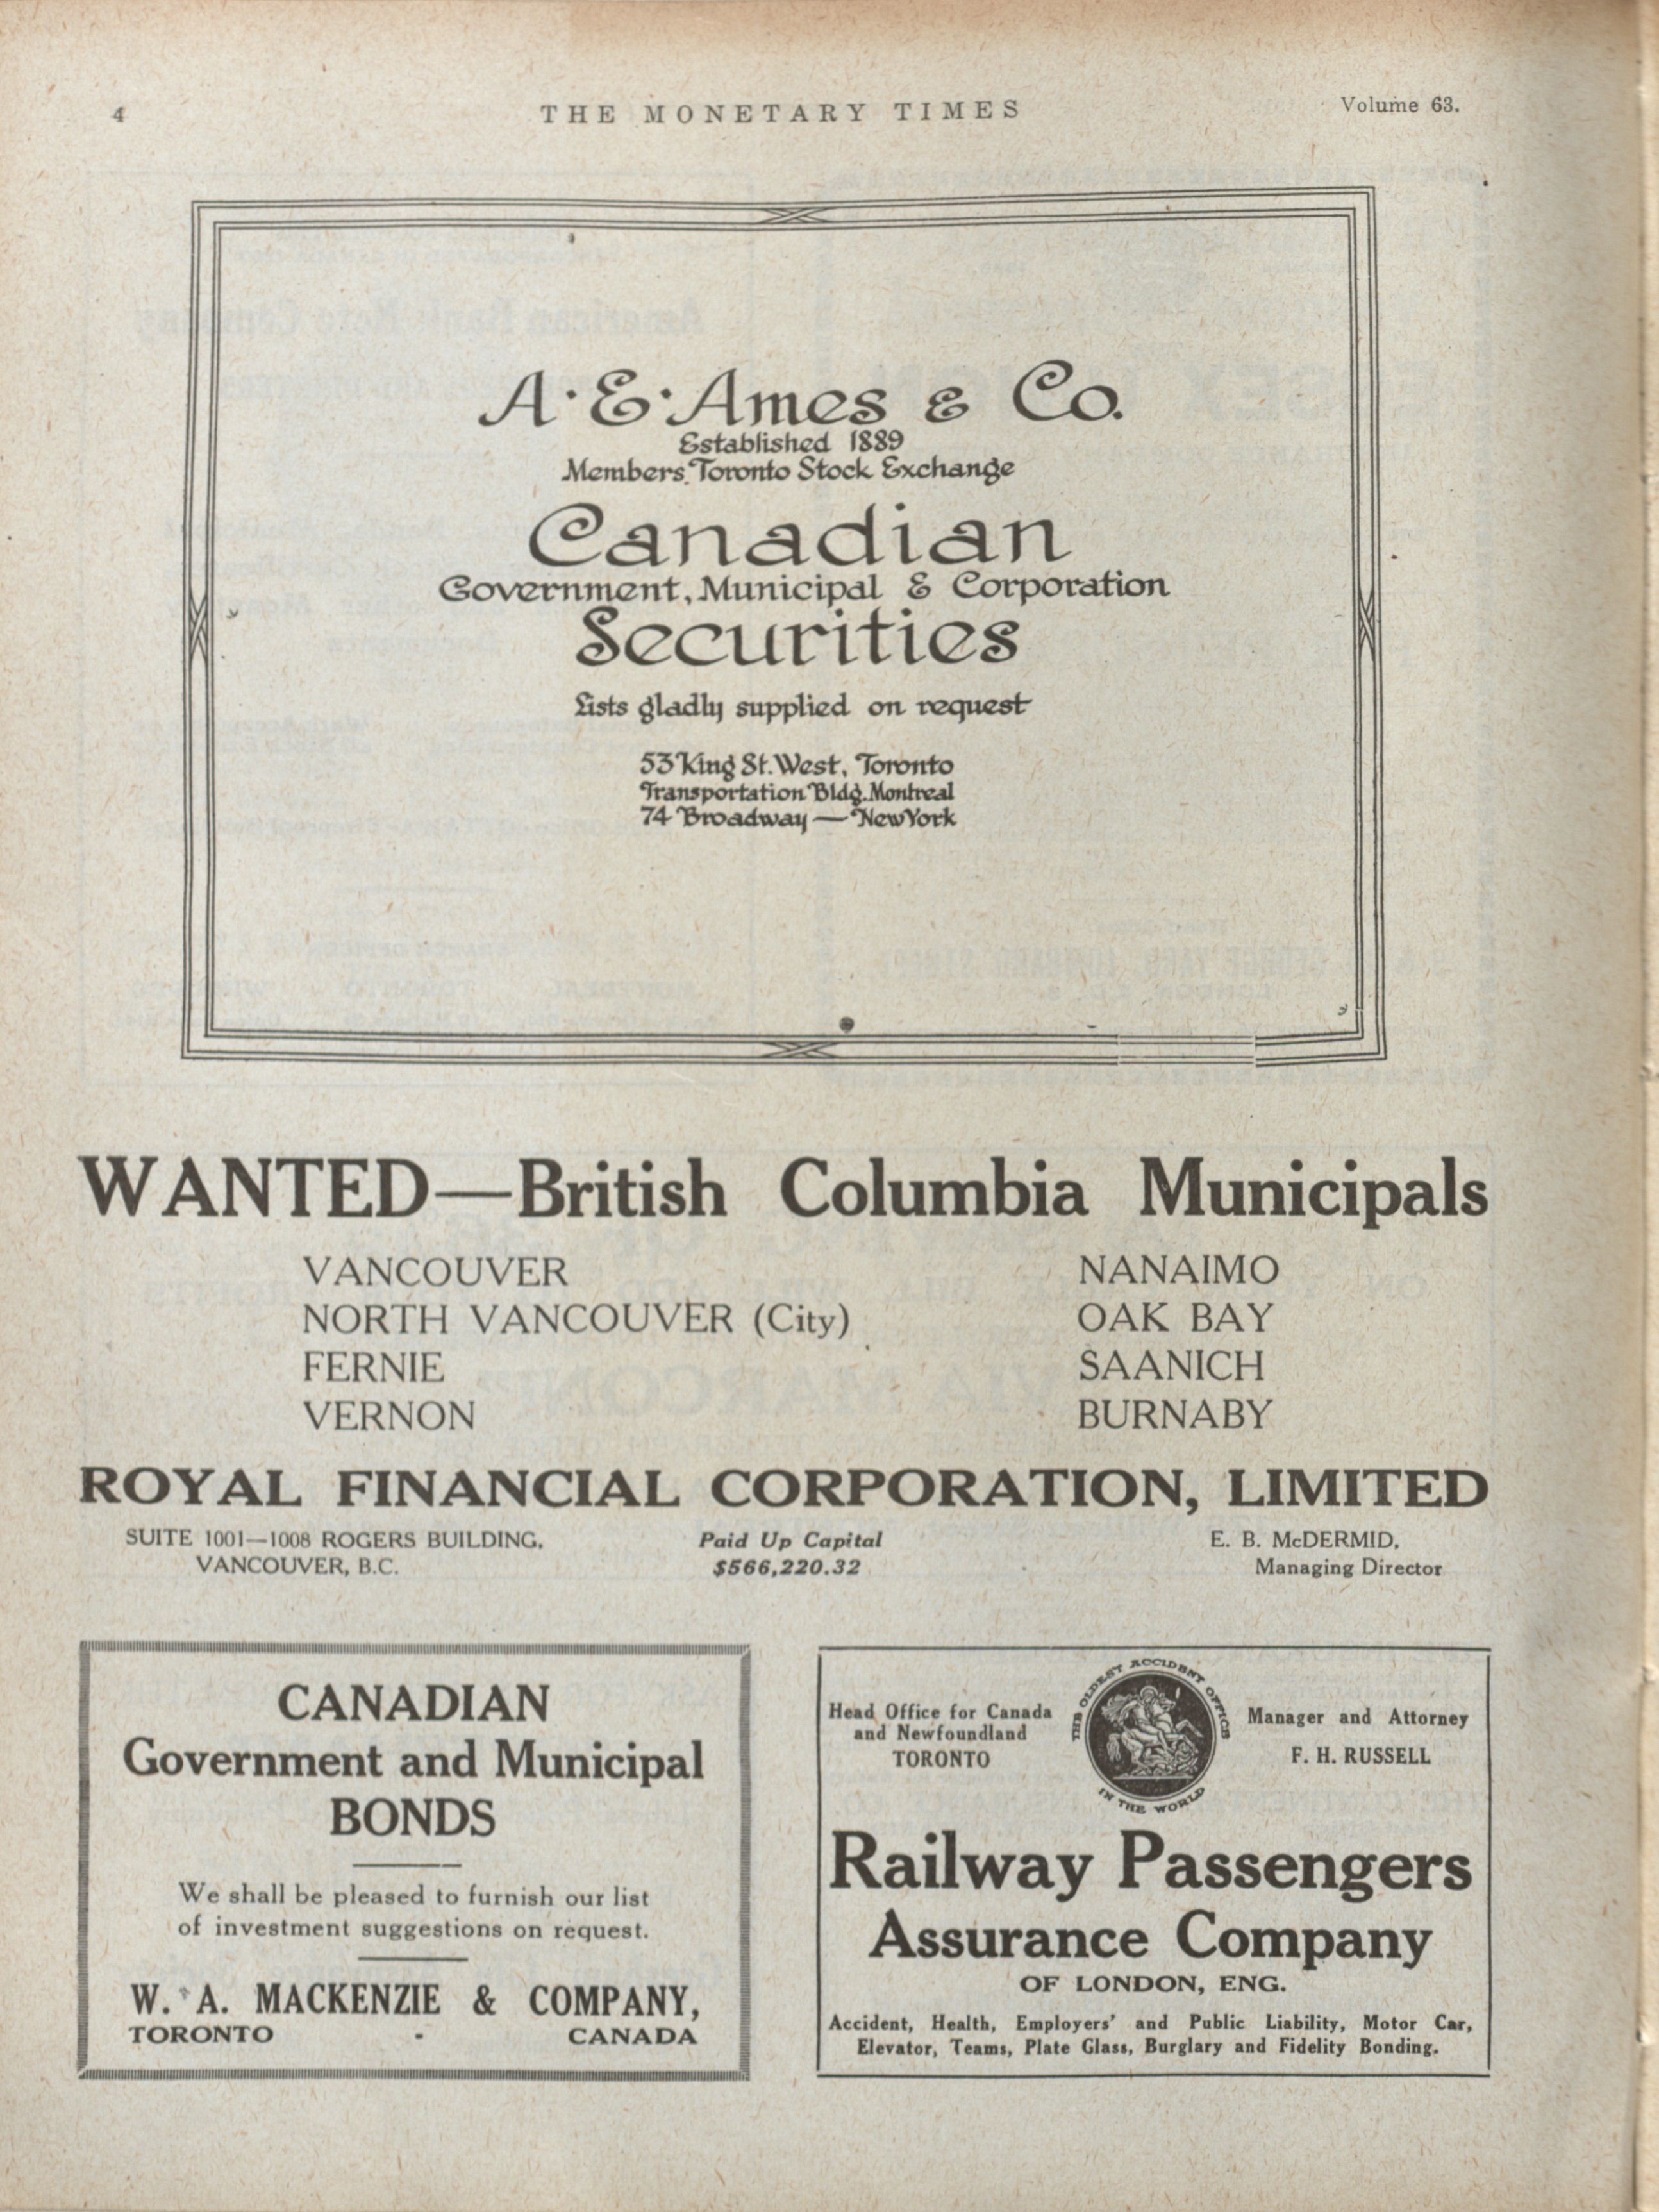 4
THE MONETARY TIMES
Volume 63.
A·E·Ames & Co.
Established 1889
Members Toronto Stock Exchange
Canadian
Government, Municipal & Corporation
Securities
Lists gladly supplied on request
53 King St. West, Toronto
Transportation Bldg. Montreal
74 Broadway — New York
WANTED—British Columbia Municipals
VANCOUVER
NORTH VANCOUVER (City)
FERNIE
VERNON
NANAIMO
OAK BAY
SAANICH
BURNABY
ROYAL FINANCIAL CORPORATION, LIMITED
SUITE 1001—1008 ROGERS BUILDING,
VANCOUVER, B.C.
Paid Up Capital
$566,220.32
E. B. McDERMID,
Managing Director
CANADIAN
Government and Municipal
BONDS
We shall be pleased to furnish our list
of investment suggestions on request.
W. A. MACKENZIE & COMPANY,
TORONTO - CANADA
Head Office for Canada
and Newfoundland
TORONTO
THE OLDEST ACCIDENT OFFICE
IN THE WORLD
Manager and Attorney
F. H. RUSSELL
Railway Passengers
Assurance Company
OF LONDON, ENG.
Accident, Health, Employers' and Public Liability, Motor Car,
Elevator, Teams, Plate Glass, Burglary and Fidelity Bonding.